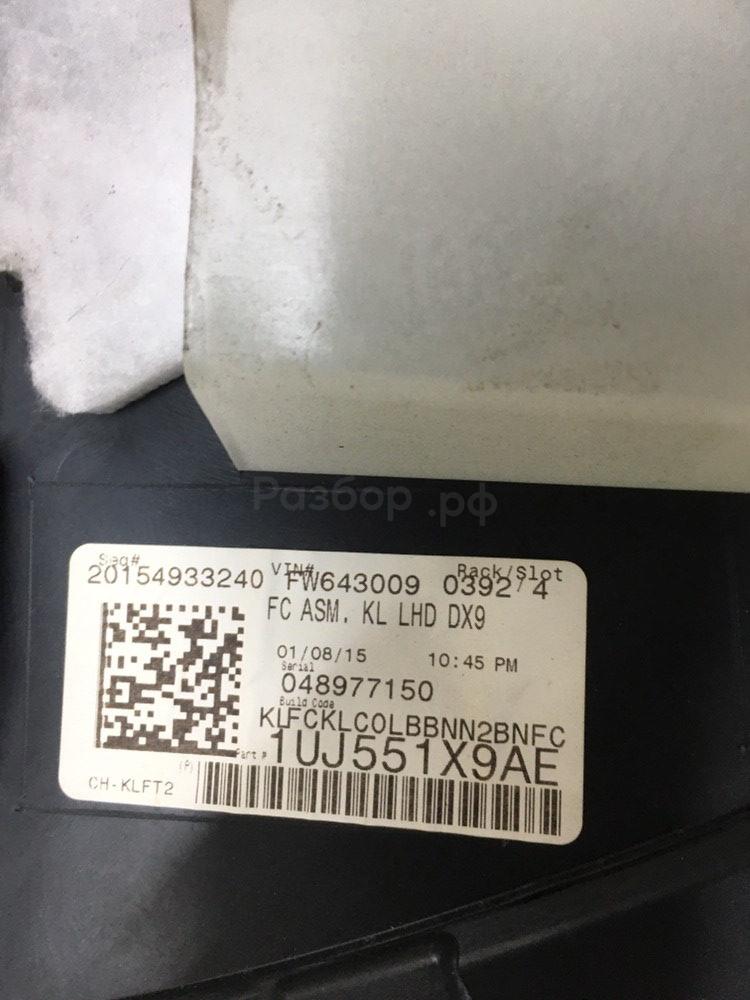 Разбор .рф
Seq# VIN# Rack/Slot
20154933240 FW643009 0392/4
FC ASM. KL LHD DX9
01/08/15 10:45 PM
Serial
048977150
Build Code
KLFCKLCOLBBNN2BNFC
Part # 1UJ551X9AE
(P)
CH-KLFT2